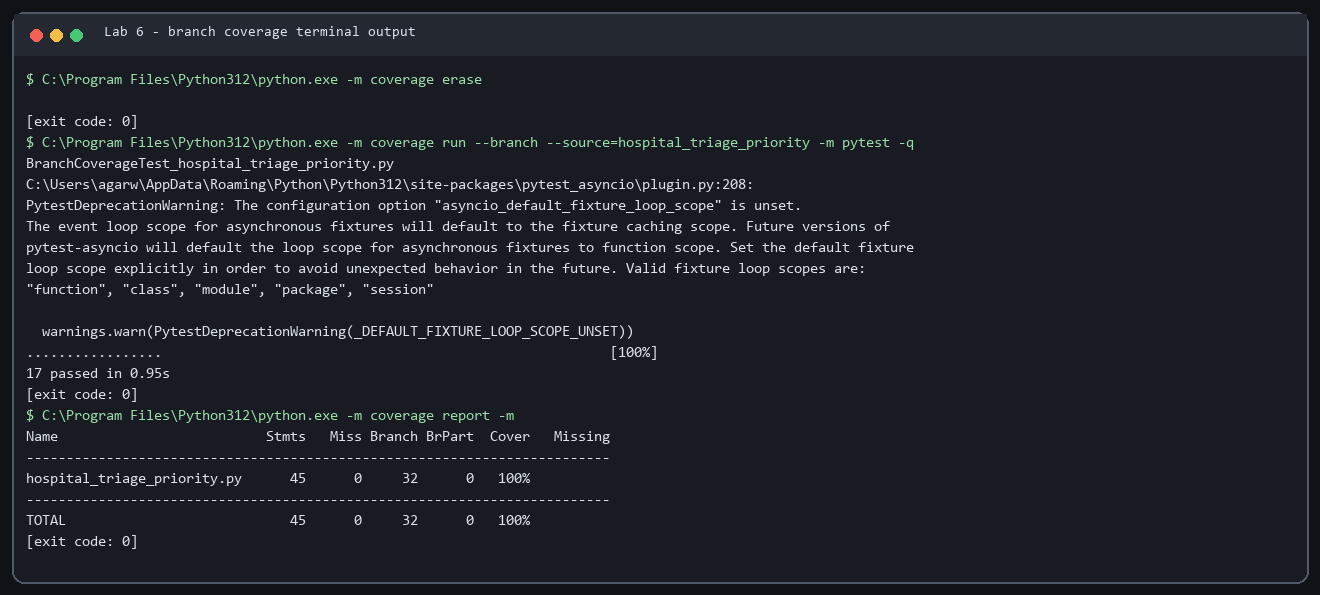 Lab 6 - branch coverage terminal output
$ C:\Program Files\Python312\python.exe -m coverage erase
[exit code: 0]
$ C:\Program Files\Python312\python.exe -m coverage run --branch --source=hospital_triage_priority -m pytest -q
BranchCoverageTest_hospital_triage_priority.py
C:\Users\agarw\AppData\Roaming\Python\Python312\site-packages\pytest_asyncio\plugin.py:208:
PytestDeprecationWarning: The configuration option "asyncio_default_fixture_loop_scope" is unset.
The event loop scope for asynchronous fixtures will default to the fixture caching scope. Future versions of
pytest-asyncio will default the loop scope for asynchronous fixtures to function scope. Set the default fixture
loop scope explicitly in order to avoid unexpected behavior in the future. Valid fixture loop scopes are:
"function", "class", "module", "package", "session"
  warnings.warn(PytestDeprecationWarning(_DEFAULT_FIXTURE_LOOP_SCOPE_UNSET))
.................                                                        [100%]
17 passed in 0.95s
[exit code: 0]
$ C:\Program Files\Python312\python.exe -m coverage report -m
Name                          Stmts   Miss Branch BrPart  Cover   Missing
-------------------------------------------------------------------------
hospital_triage_priority.py      45      0     32      0   100%
-------------------------------------------------------------------------
TOTAL                            45      0     32      0   100%
[exit code: 0]